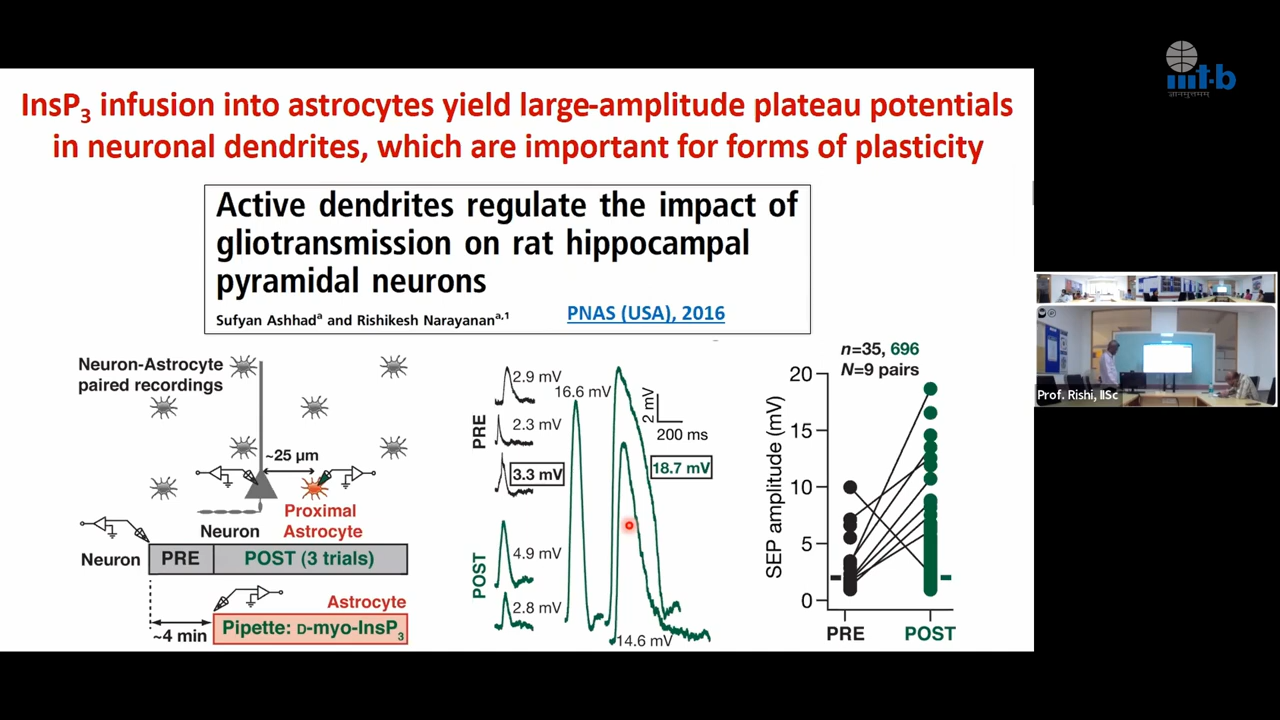 InsP3 infusion into astrocytes yield large-amplitude plateau potentials
in neuronal dendrites, which are important for forms of plasticity
Active dendrites regulate the impact of
gliotransmission on rat hippocampal
pyramidal neurons
Sufyan Ashhadᵃ and Rishikesh Narayananᵃ,¹
PNAS (USA), 2016
Neuron-Astrocyte
paired recordings
~25 µm
Proximal
Astrocyte
Neuron
Neuron
PRE
POST (3 trials)
~4 min
Astrocyte
Pipette: D-myo-InsP3
PRE
2.9 mV
2.3 mV
3.3 mV
POST
4.9 mV
2.8 mV
16.6 mV
2 mV
200 ms
18.7 mV
14.6 mV
n=35, 696
N=9 pairs
SEP amplitude (mV)
20
15
10
5
0
PRE
POST
iiit-b
ज्ञानमुत्तमम्
Prof. Rishi, IISc